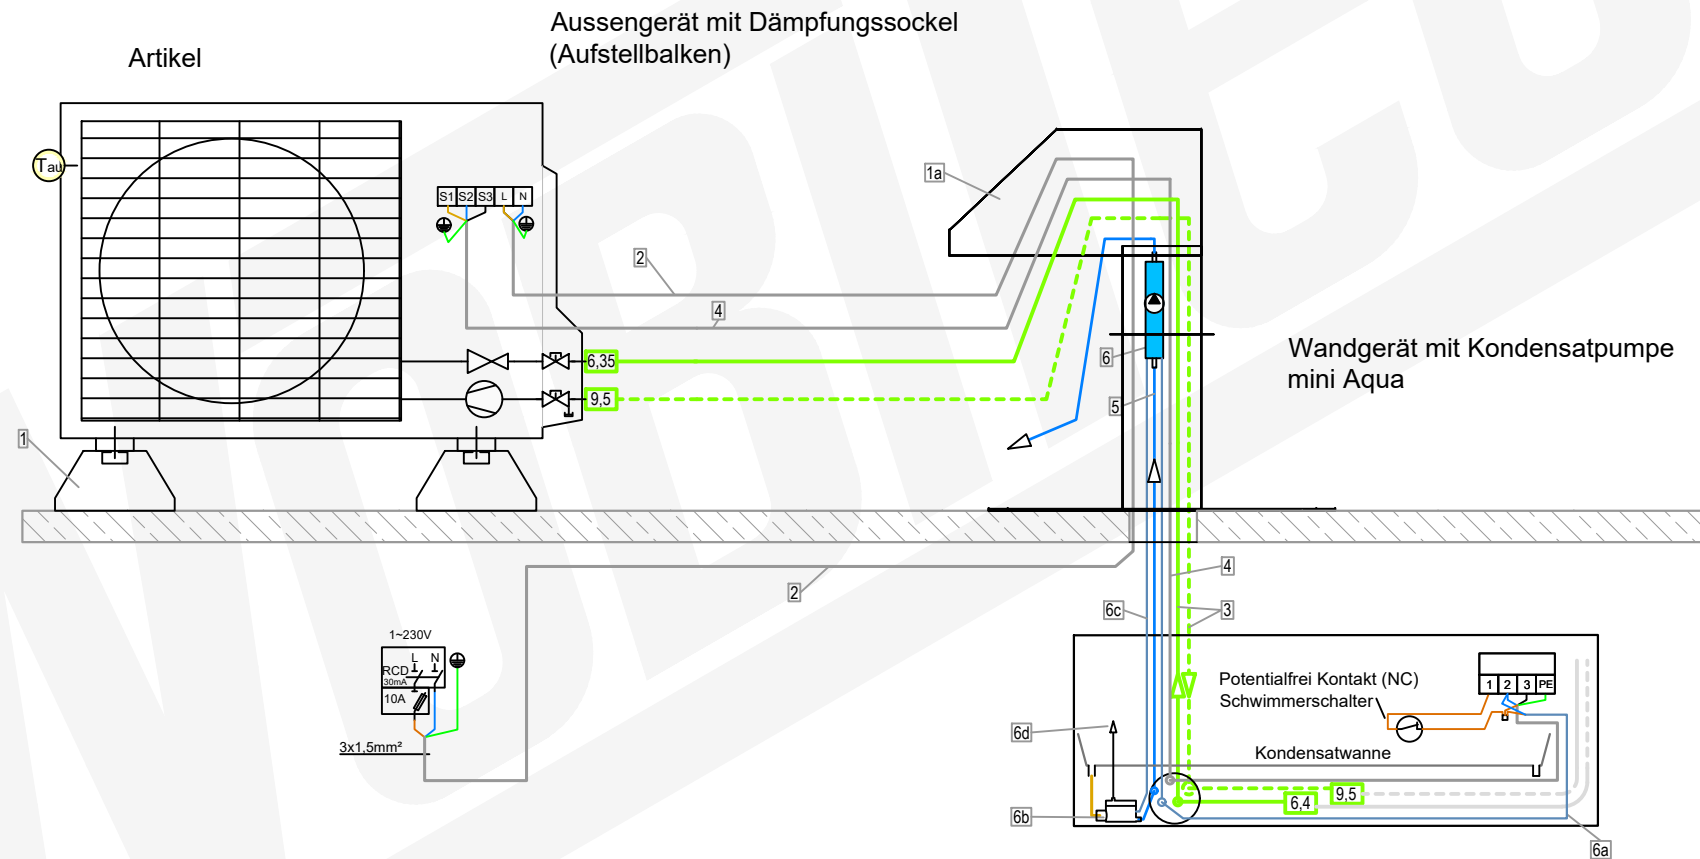 Aussengerät mit Dämpfungssockel
(Aufstellbalken)
Artikel
Tau
S1 S2 S3 L N
1a
2
4
6,35
9,5
6
5
Wandgerät mit Kondensatpumpe
mini Aqua
1
2
4
6c
3
1~230V
L N
RCD
30mA
10A
3x1,5mm²
Potentialfrei Kontakt (NC)
Schwimmerschalter
1 2 3 PE
6d
Kondensatwanne
9,5
6,4
6b
6a